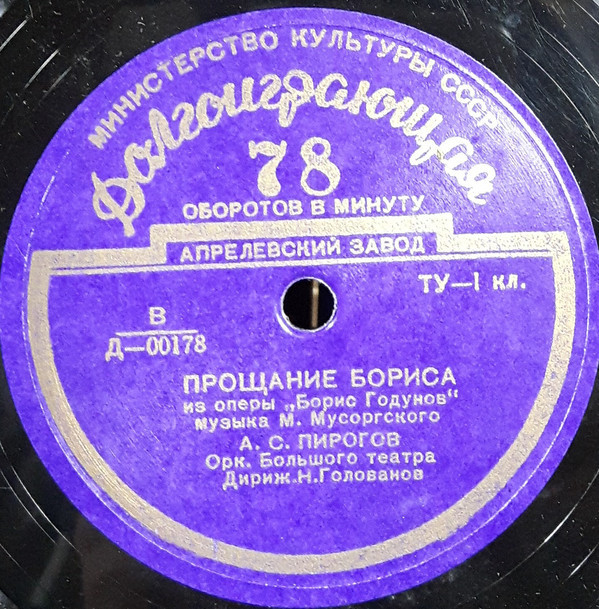 МИНИСТЕРСТВО КУЛЬТУРЫ СССР
Долгоиграющая
78
ОБОРОТОВ В МИНУТУ
АПРЕЛЕВСКИЙ ЗАВОД
ТУ—1 кл.
В
Д—00178
ПРОЩАНИЕ БОРИСА
из оперы „Борис Годунов“
музыка М. Мусоргского
А. С. ПИРОГОВ
Орк. Большого театра
Дириж.Н.Голованов